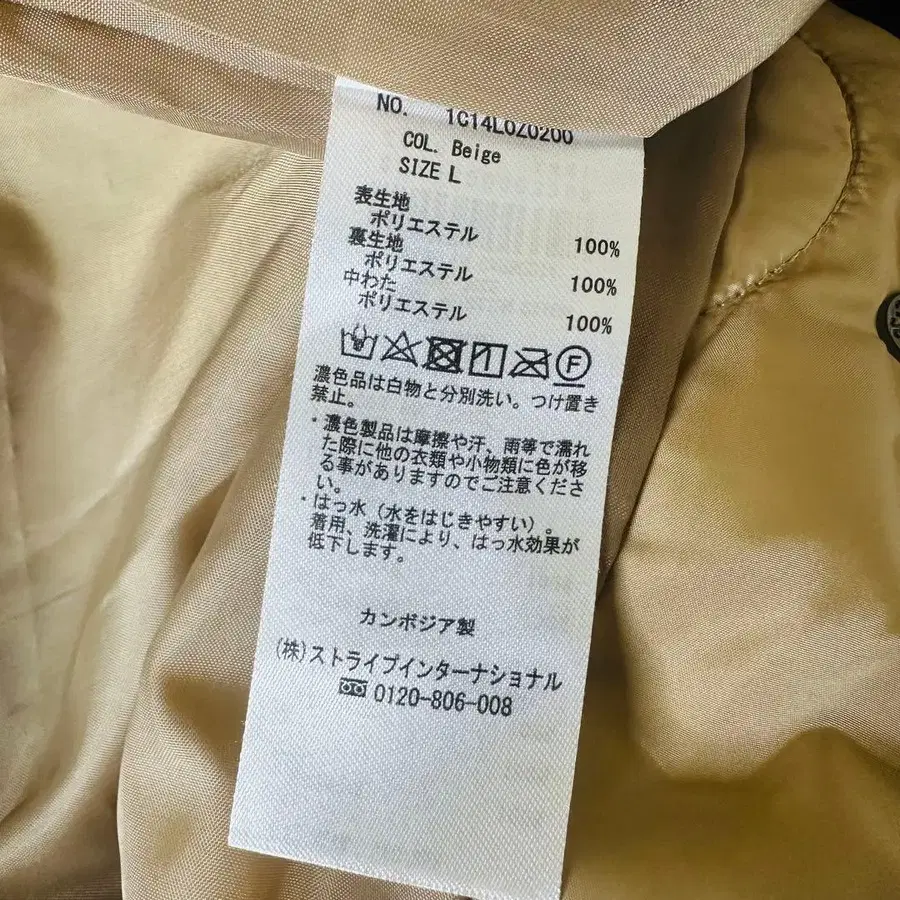 NO. 1C14L0Z0200
COL. Beige
SIZE L
表生地
ポリエステル 100%
裏生地
ポリエステル 100%
中わた
ポリエステル 100%
F
濃色品は白物と分別洗い。つけ置き
禁止。
・濃色製品は摩擦や汗、雨等で濡れ
た際に他の衣類や小物類に色が移
る事がありますのでご注意くださ
い。
・はっ水（水をはじきやすい）。
着用、洗濯により、はっ水効果が
低下します。
カンボジア製
(株)ストライプインターナショナル
0120-806-008